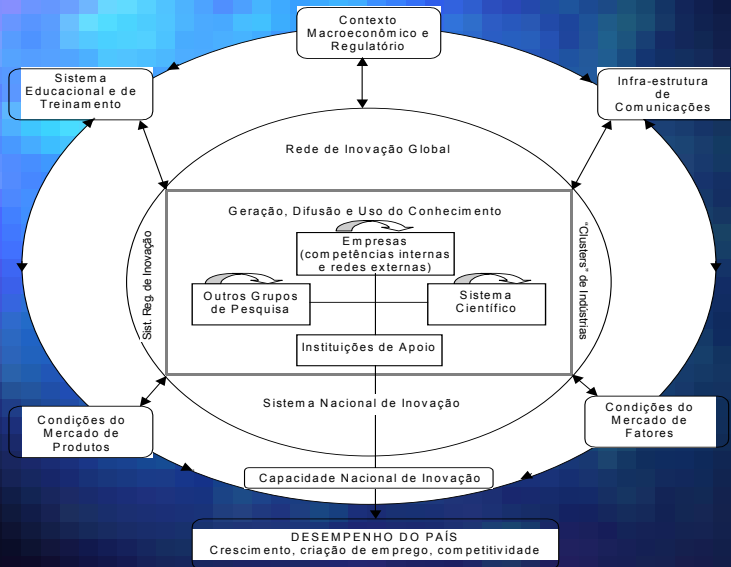 Contexto
Macroeconômico e
Regulatório
Sistema
Educacional e de
Treinamento
Infra-estrutura
de
Comunicações
Rede de Inovação Global
Geração, Difusão e Uso do Conhecimento
Sist. Reg. de Inovação
"Clusters" de Indústrias
Empresas
(competências internas
e redes externas)
Outros Grupos
de Pesquisa
Sistema
Científico
Instituições de Apoio
Sistema Nacional de Inovação
Condições do
Mercado de
Produtos
Condições do
Mercado de
Fatores
Capacidade Nacional de Inovação
DESEMPENHO DO PAÍS
Crescimento, criação de emprego, competitividade